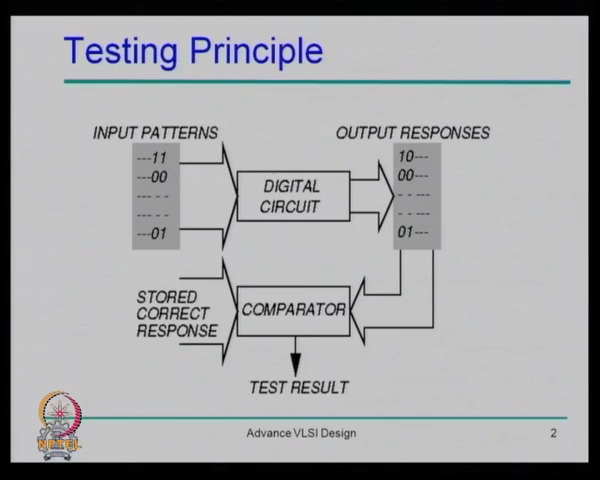 Testing Principle
INPUT PATTERNS
---11
---00
--- - -
--- - -
---01
DIGITAL
CIRCUIT
OUTPUT RESPONSES
10---
00---
- - ---
- - ---
01---
STORED
CORRECT
RESPONSE
COMPARATOR
TEST RESULT
NPTEL
Advance VLSI Design
2